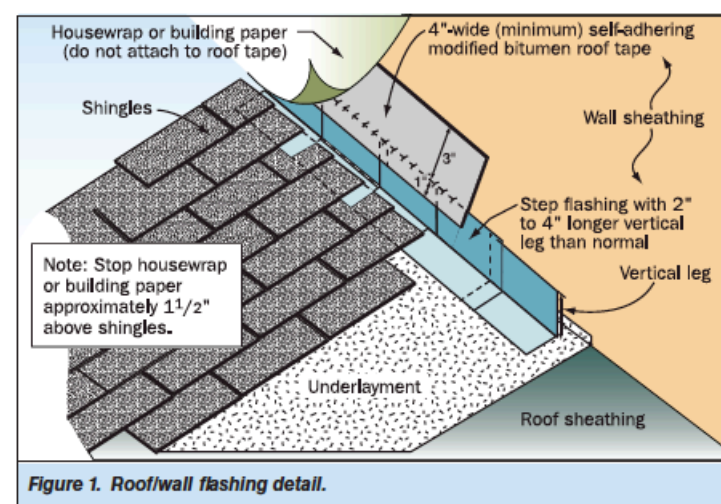 Housewrap or building paper
(do not attach to roof tape)
4"-wide (minimum) self-adhering
modified bitumen roof tape
Shingles
Wall sheathing
3"
1"
Step flashing with 2"
to 4" longer vertical
leg than normal
Note: Stop housewrap
or building paper
approximately 1 1/2"
above shingles.
Vertical leg
Underlayment
Roof sheathing
Figure 1. Roof/wall flashing detail.